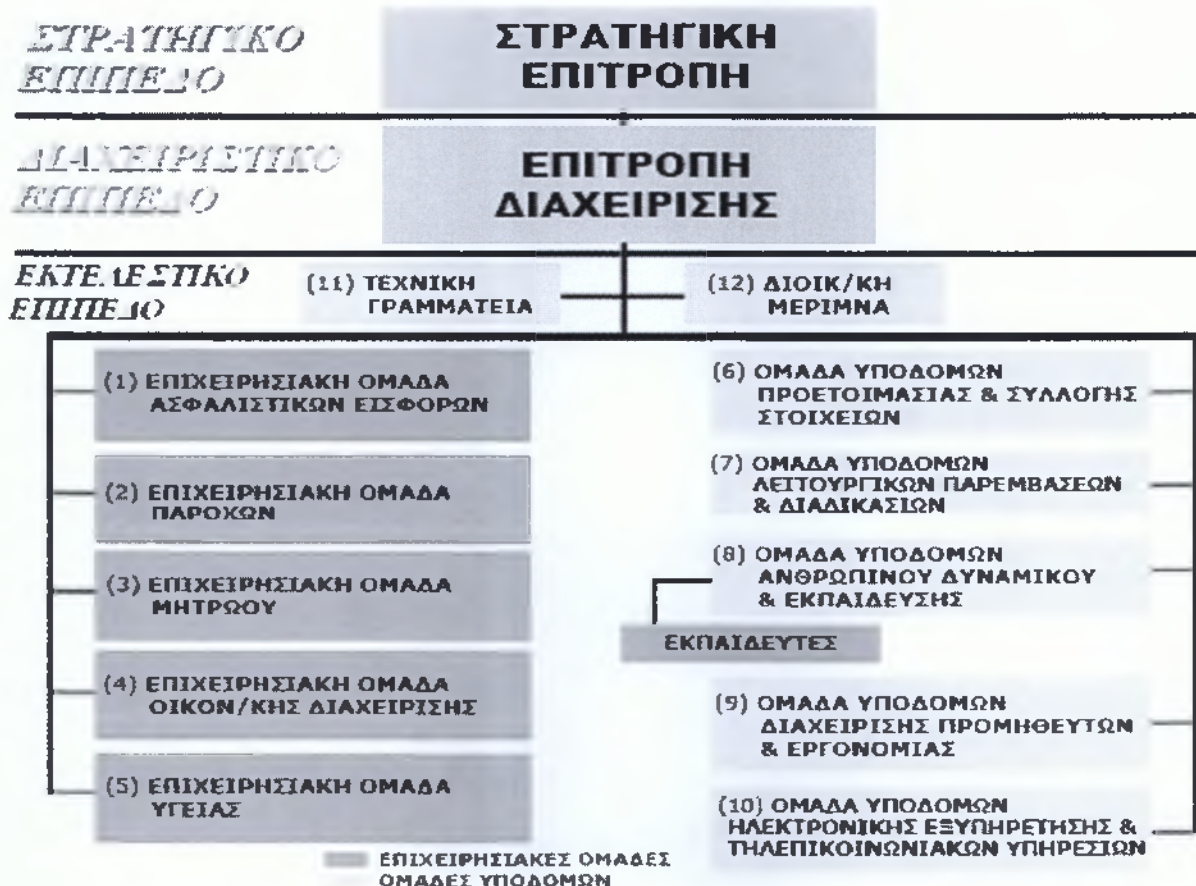 ΣΤΡΑΤΗΓΙΚΟ
ΕΠΙΠΕΔΟ
ΣΤΡΑΤΗΓΙΚΗ
ΕΠΙΤΡΟΠΗ
ΔΙΑΧΕΙΡΙΣΤΙΚΟ
ΕΠΙΠΕΔΟ
ΕΠΙΤΡΟΠΗ
ΔΙΑΧΕΙΡΙΣΗΣ
ΕΚΤΕΛΕΣΤΙΚΟ
ΕΠΙΠΕΔΟ
(11) ΤΕΧΝΙΚΗ
ΓΡΑΜΜΑΤΕΙΑ
(12) ΔΙΟΙΚ/ΚΗ
ΜΕΡΙΜΝΑ
(1) ΕΠΙΧΕΙΡΗΣΙΑΚΗ ΟΜΑΔΑ
ΑΣΦΑΛΙΣΤΙΚΩΝ ΕΙΣΦΟΡΩΝ
(2) ΕΠΙΧΕΙΡΗΣΙΑΚΗ ΟΜΑΔΑ
ΠΑΡΟΧΩΝ
(3) ΕΠΙΧΕΙΡΗΣΙΑΚΗ ΟΜΑΔΑ
ΜΗΤΡΩΟΥ
(4) ΕΠΙΧΕΙΡΗΣΙΑΚΗ ΟΜΑΔΑ
ΟΙΚΟΝ/ΚΗΣ ΔΙΑΧΕΙΡΙΣΗΣ
(5) ΕΠΙΧΕΙΡΗΣΙΑΚΗ ΟΜΑΔΑ
ΥΓΕΙΑΣ
(6) ΟΜΑΔΑ ΥΠΟΔΟΜΩΝ
ΠΡΟΕΤΟΙΜΑΣΙΑΣ & ΣΥΛΛΟΓΗΣ
ΣΤΟΙΧΕΙΩΝ
(7) ΟΜΑΔΑ ΥΠΟΔΟΜΩΝ
ΛΕΙΤΟΥΡΓΙΚΩΝ ΠΑΡΕΜΒΑΣΕΩΝ
& ΔΙΑΔΙΚΑΣΙΩΝ
(8) ΟΜΑΔΑ ΥΠΟΔΟΜΩΝ
ΑΝΘΡΩΠΙΝΟΥ ΔΥΝΑΜΙΚΟΥ
& ΕΚΠΑΙΔΕΥΣΗΣ
ΕΚΠΑΙΔΕΥΤΕΣ
(9) ΟΜΑΔΑ ΥΠΟΔΟΜΩΝ
ΔΙΑΧΕΙΡΙΣΗΣ ΠΡΟΜΗΘΕΥΤΩΝ
& ΕΡΓΟΝΟΜΙΑΣ
(10) ΟΜΑΔΑ ΥΠΟΔΟΜΩΝ
ΗΛΕΚΤΡΟΝΙΚΗΣ ΕΞΥΠΗΡΕΤΗΣΗΣ &
ΤΗΛΕΠΙΚΟΙΝΩΝΙΑΚΩΝ ΥΠΗΡΕΣΙΩΝ
ΕΠΙΧΕΙΡΗΣΙΑΚΕΣ ΟΜΑΔΕΣ
ΟΜΑΔΕΣ ΥΠΟΔΟΜΩΝ